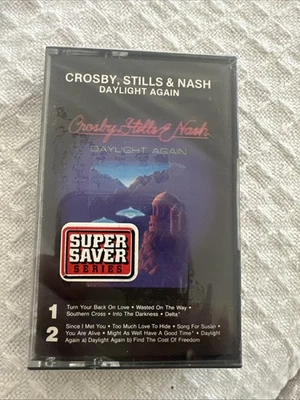 CROSBY, STILLS & NASH
DAYLIGHT AGAIN
Crosby, Stills & Nash
DAYLIGHT AGAIN
SUPER
SAVER
SERIES
1
Turn Your Back On Love • Wasted On The Way •
Southern Cross • Into The Darkness • Delta*
2
Since I Met You • Too Much Love To Hide • Song For Susan •
You Are Alive • Might As Well Have A Good Time* • Daylight
Again a) Daylight Again b) Find The Cost Of Freedom